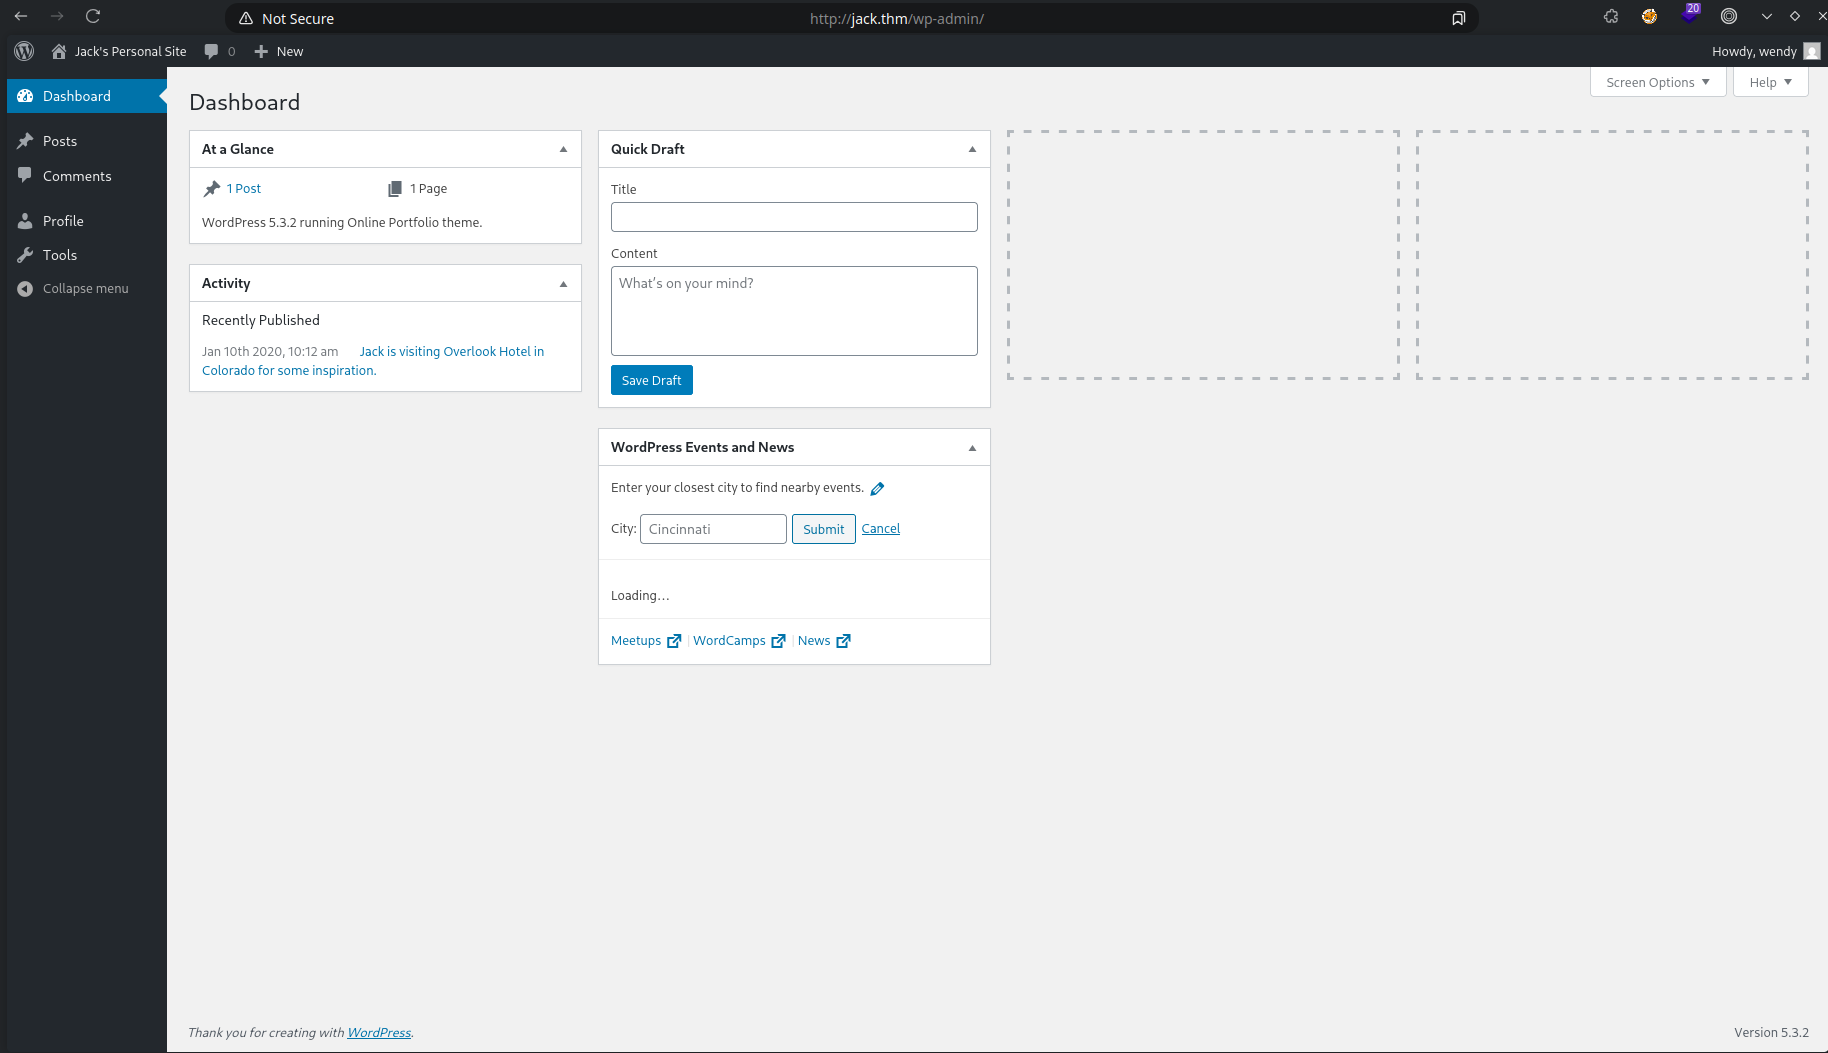 Not Secure
http://jack.thm/wp-admin/
20
Jack's Personal Site
0
New
Howdy, wendy
Dashboard
Posts
Comments
Profile
Tools
Collapse menu
Screen Options
Help
Dashboard
At a Glance
1 Post
1 Page
WordPress 5.3.2 running Online Portfolio theme.
Activity
Recently Published
Jan 10th 2020, 10:12 am Jack is visiting Overlook Hotel in
Colorado for some inspiration.
Quick Draft
Title
Content
What's on your mind?
Save Draft
WordPress Events and News
Enter your closest city to find nearby events.
City: Cincinnati Submit Cancel
Loading…
Meetups | WordCamps | News
Thank you for creating with WordPress.
Version 5.3.2